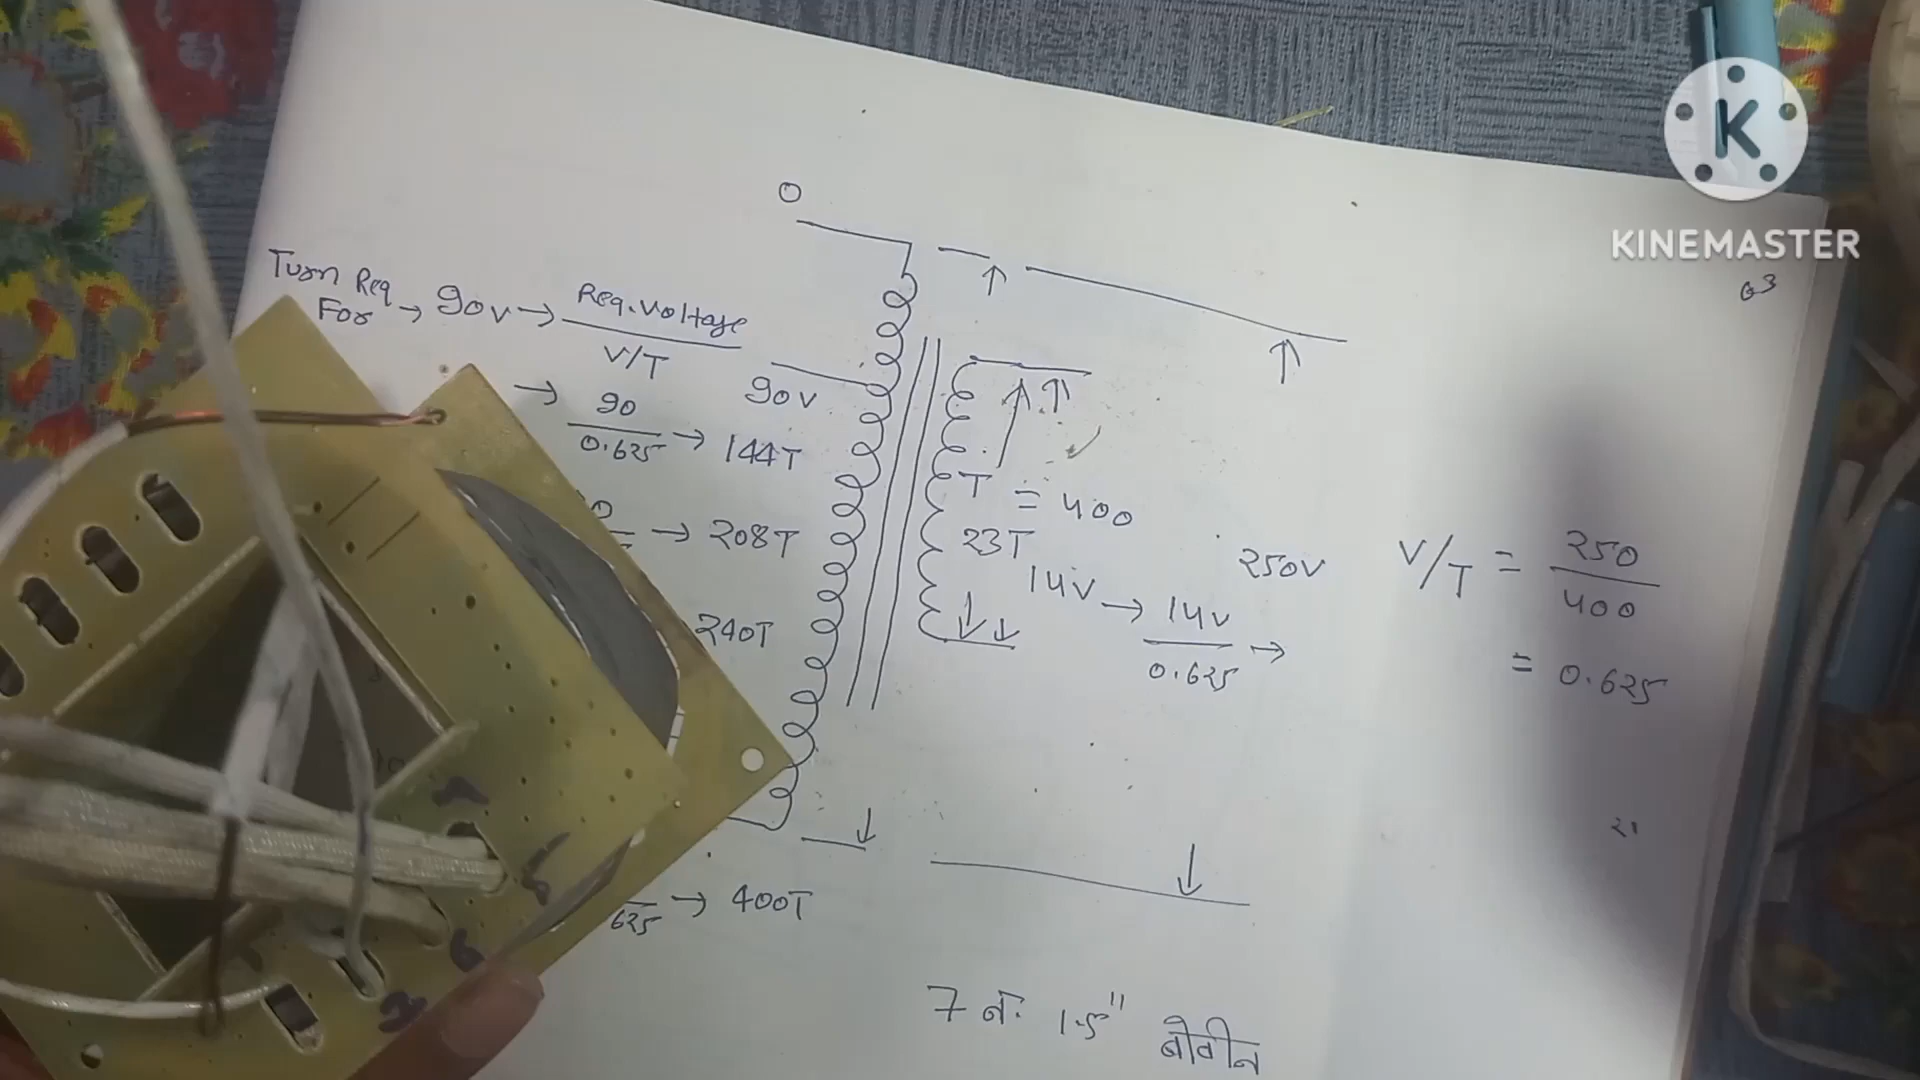 O
Turn Req
For → 90V → Req. Voltage
V/T
→ 90
0.625 → 144T
90V
→ 208T
240T
625 → 400T
T = 400
23T
14V → 14V
0.625 →
250V
V/T = 250
400
= 0.625
7 नं. 1.5" बोबीन
KINEMASTER